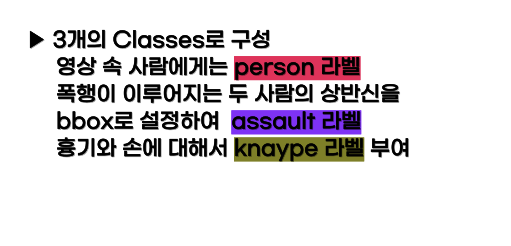 ▶ 3개의 Classes로 구성
영상 속 사람에게는 person 라벨
폭행이 이루어지는 두 사람의 상반신을
bbox로 설정하여 assault 라벨
흉기와 손에 대해서 knaype 라벨 부여